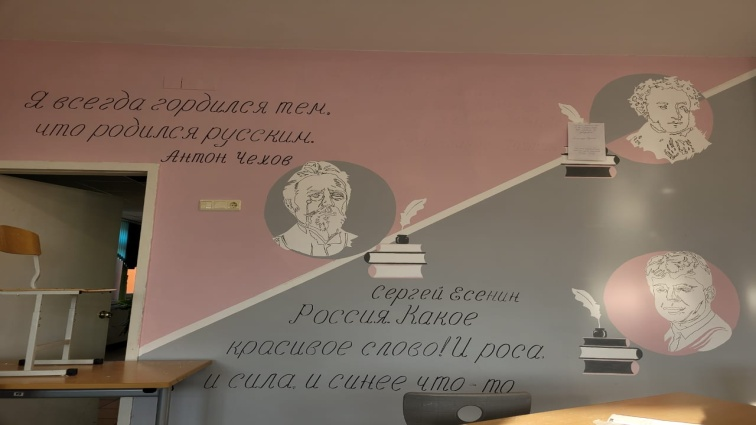 Я всегда гордился тем,
что родился русским.
Антон Чехов
Сергей Есенин
Россия. Какое
красивое слово! И роса,
и сила, и синее что-то